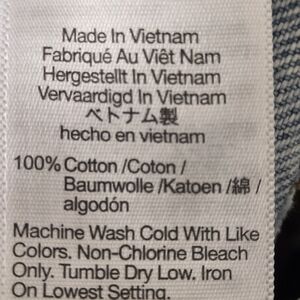 Made In Vietnam
Fabriqué Au Viêt Nam
Hergestellt In Vietnam
Vervaardigd In Vietnam
ベトナム製
hecho en vietnam
100% Cotton /Coton /
Baumwolle /Katoen /綿 /
algodón
Machine Wash Cold With Like
Colors. Non-Chlorine Bleach
Only. Tumble Dry Low. Iron
On Lowest Setting.